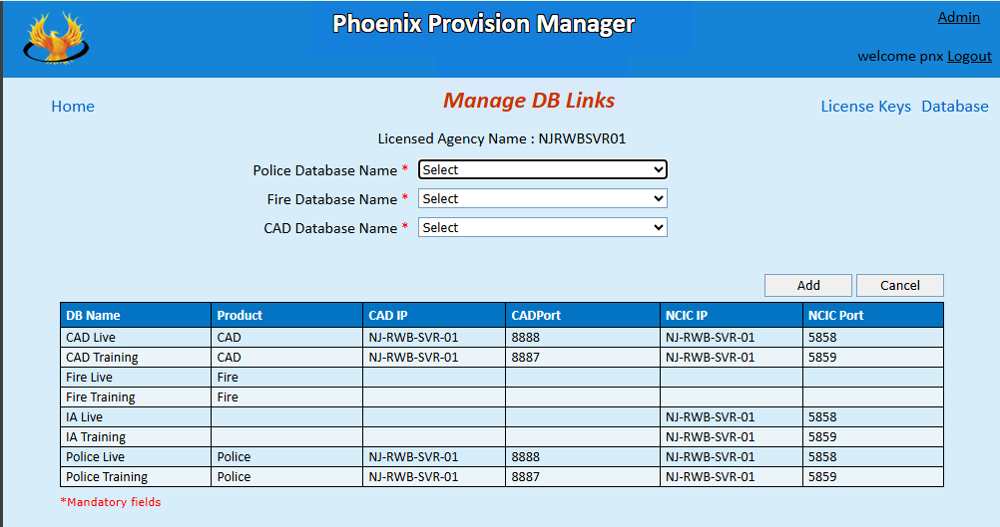 Phoenix Provision Manager
Admin
welcome pnx Logout
Home
Manage DB Links
License Keys Database
Licensed Agency Name : NJRWBSVR01
Police Database Name * Select
Fire Database Name * Select
CAD Database Name * Select
Add Cancel
DB Name Product CAD IP CADPort NCIC IP NCIC Port
CAD Live CAD NJ-RWB-SVR-01 8888 NJ-RWB-SVR-01 5858
CAD Training CAD NJ-RWB-SVR-01 8887 NJ-RWB-SVR-01 5859
Fire Live Fire
Fire Training Fire
IA Live NJ-RWB-SVR-01 5858
IA Training NJ-RWB-SVR-01 5859
Police Live Police NJ-RWB-SVR-01 8888 NJ-RWB-SVR-01 5858
Police Training Police NJ-RWB-SVR-01 8887 NJ-RWB-SVR-01 5859
*Mandatory fields